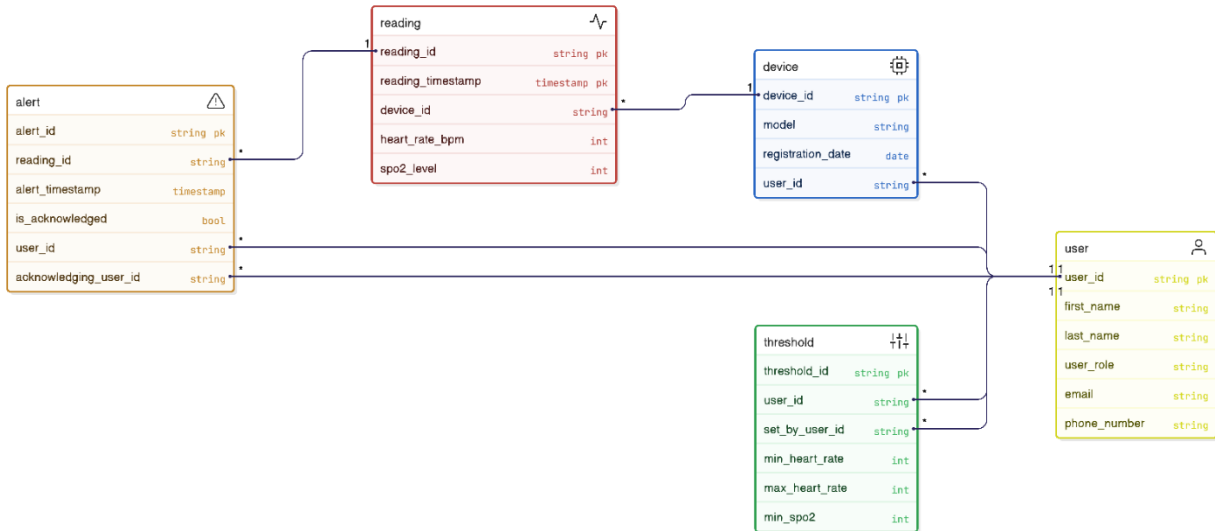 reading
reading_id string pk
reading_timestamp timestamp pk
device_id string
heart_rate_bpm int
spo2_level int
device
device_id string pk
model string
registration_date date
user_id string
alert
alert_id string pk
reading_id string
alert_timestamp timestamp
is_acknowledged bool
user_id string
acknowledging_user_id string
user
user_id string pk
first_name string
last_name string
user_role string
email string
phone_number string
threshold
threshold_id string pk
user_id string
set_by_user_id string
min_heart_rate int
max_heart_rate int
min_spo2 int
1
*
*
1
*
*
*
1 1
1 1
*
*